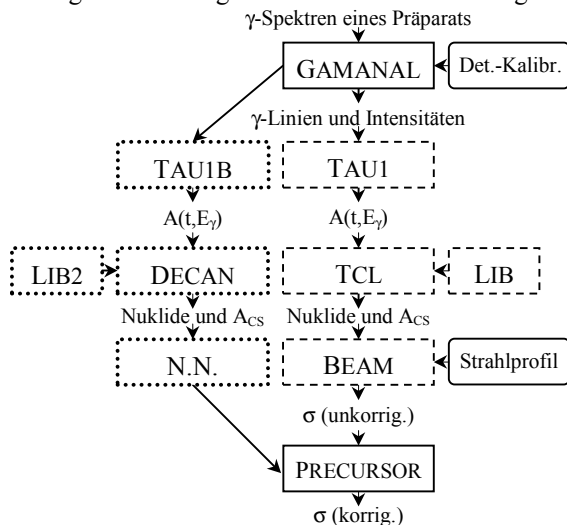 γ-Spektren eines Präparats
GAMANAL
Det.-Kalibr.
γ-Linien und Intensitäten
TAU1B
TAU1
A(t,Eγ)
A(t,Eγ)
LIB2
DECAN
TCL
LIB
Nuklide und ACS
Nuklide und ACS
N.N.
BEAM
Strahlprofil
σ (unkorrig.)
PRECURSOR
σ (korrig.)